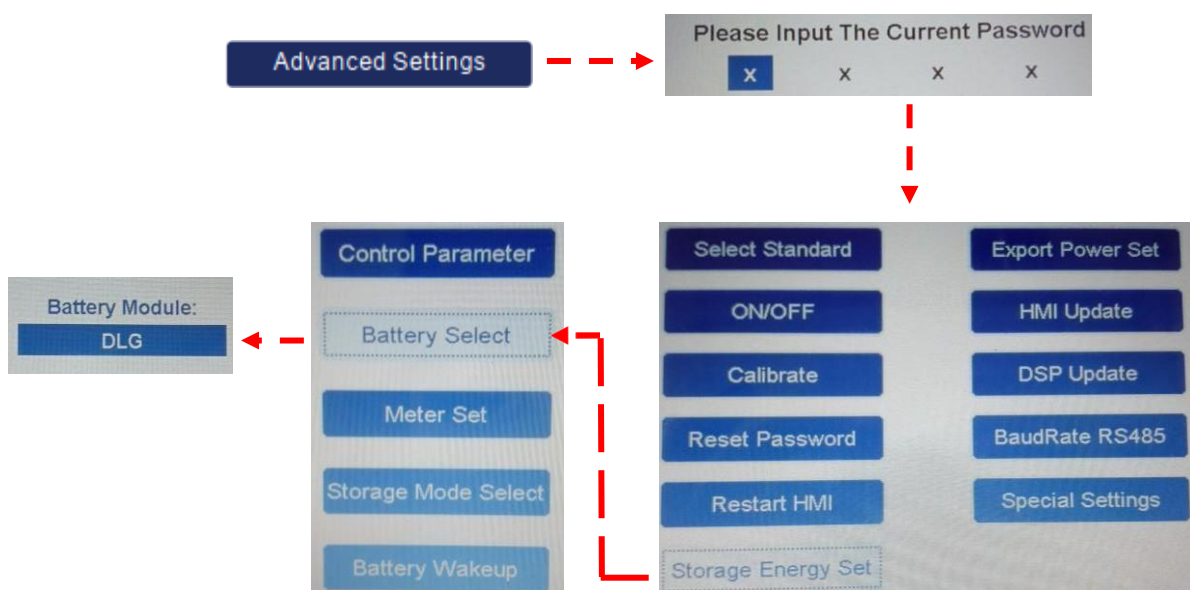 Advanced Settings
Please Input The Current Password
X X X X
Select Standard
Export Power Set
ON/OFF
HMI Update
Calibrate
DSP Update
Reset Password
BaudRate RS485
Restart HMI
Special Settings
Storage Energy Set
Control Parameter
Battery Select
Meter Set
Storage Mode Select
Battery Wakeup
Battery Module:
DLG